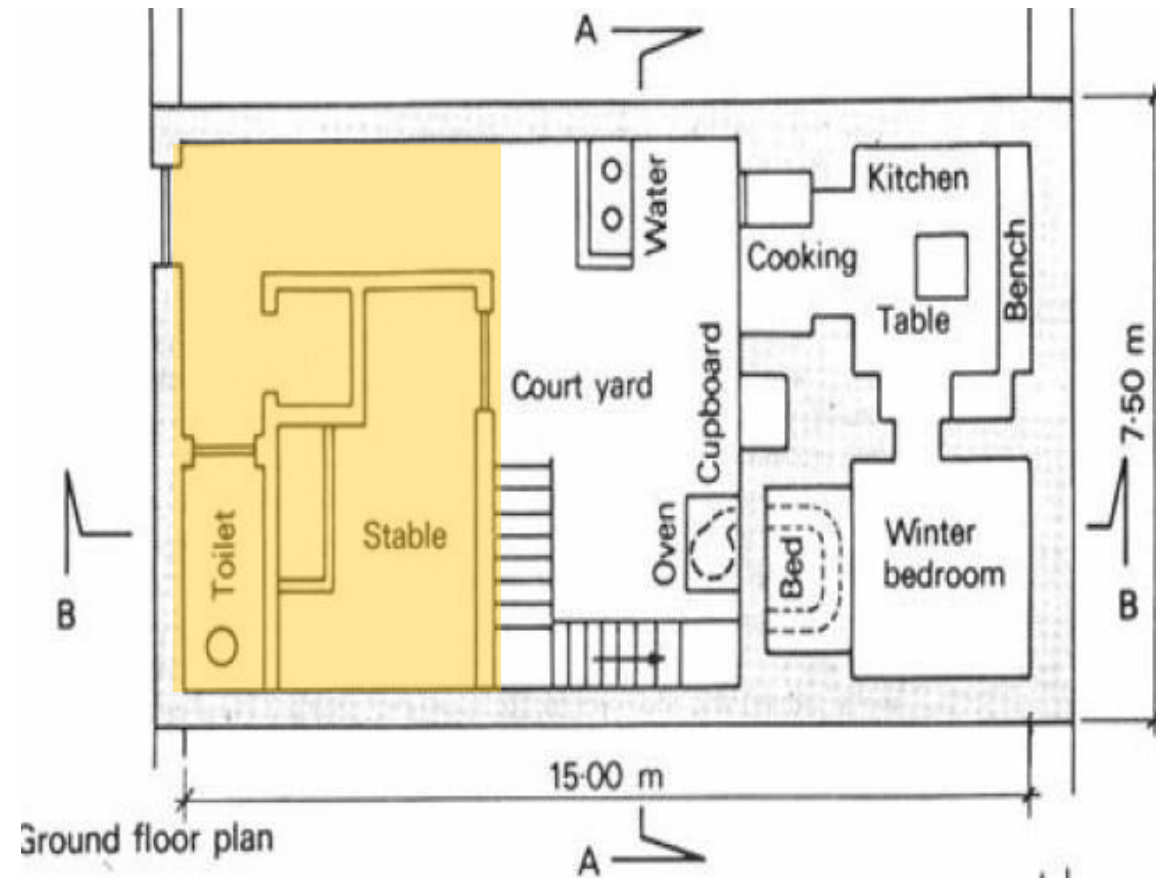 A
Kitchen
Water
Cooking
Bench
Table
Court yard
Cupboard
7·50 m
Toilet
Stable
Oven
Bed
Winter
bedroom
B
B
15·00 m
Ground floor plan
A